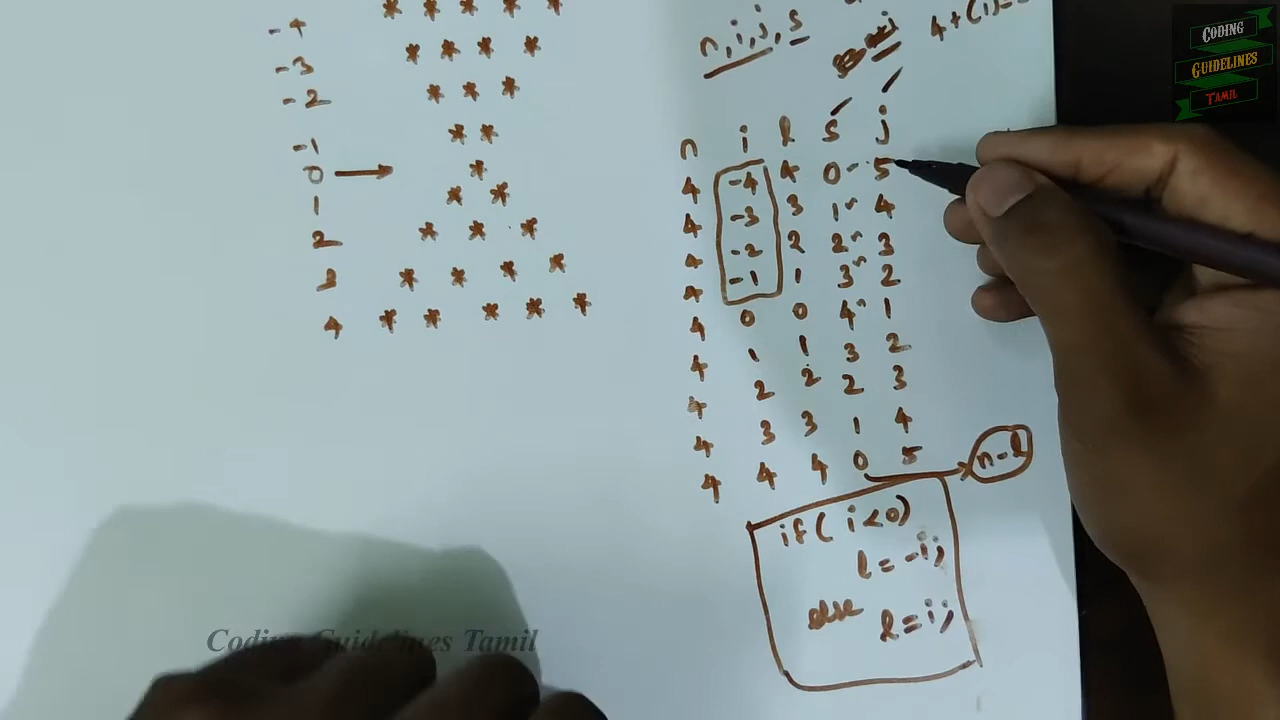 -4 * * * * *
-3 * * * *
-2 * * *
-1 * *
0 → *
1 * *
2 * * *
3 * * * *
4 * * * * *
n, i, j, s
n i l s j
4 -4 4 0 5
4 -3 3 1 4
4 -2 2 2 3
4 -1 1 3 2
4 0 0 4 1
4 1 1 3 2
4 2 2 2 3
4 3 3 1 4
4 4 4 0 5
n-l
if( i<0)
l = -i;
else l = i;
CODING
GUIDELINES
TAMIL
Coding Guidelines Tamil